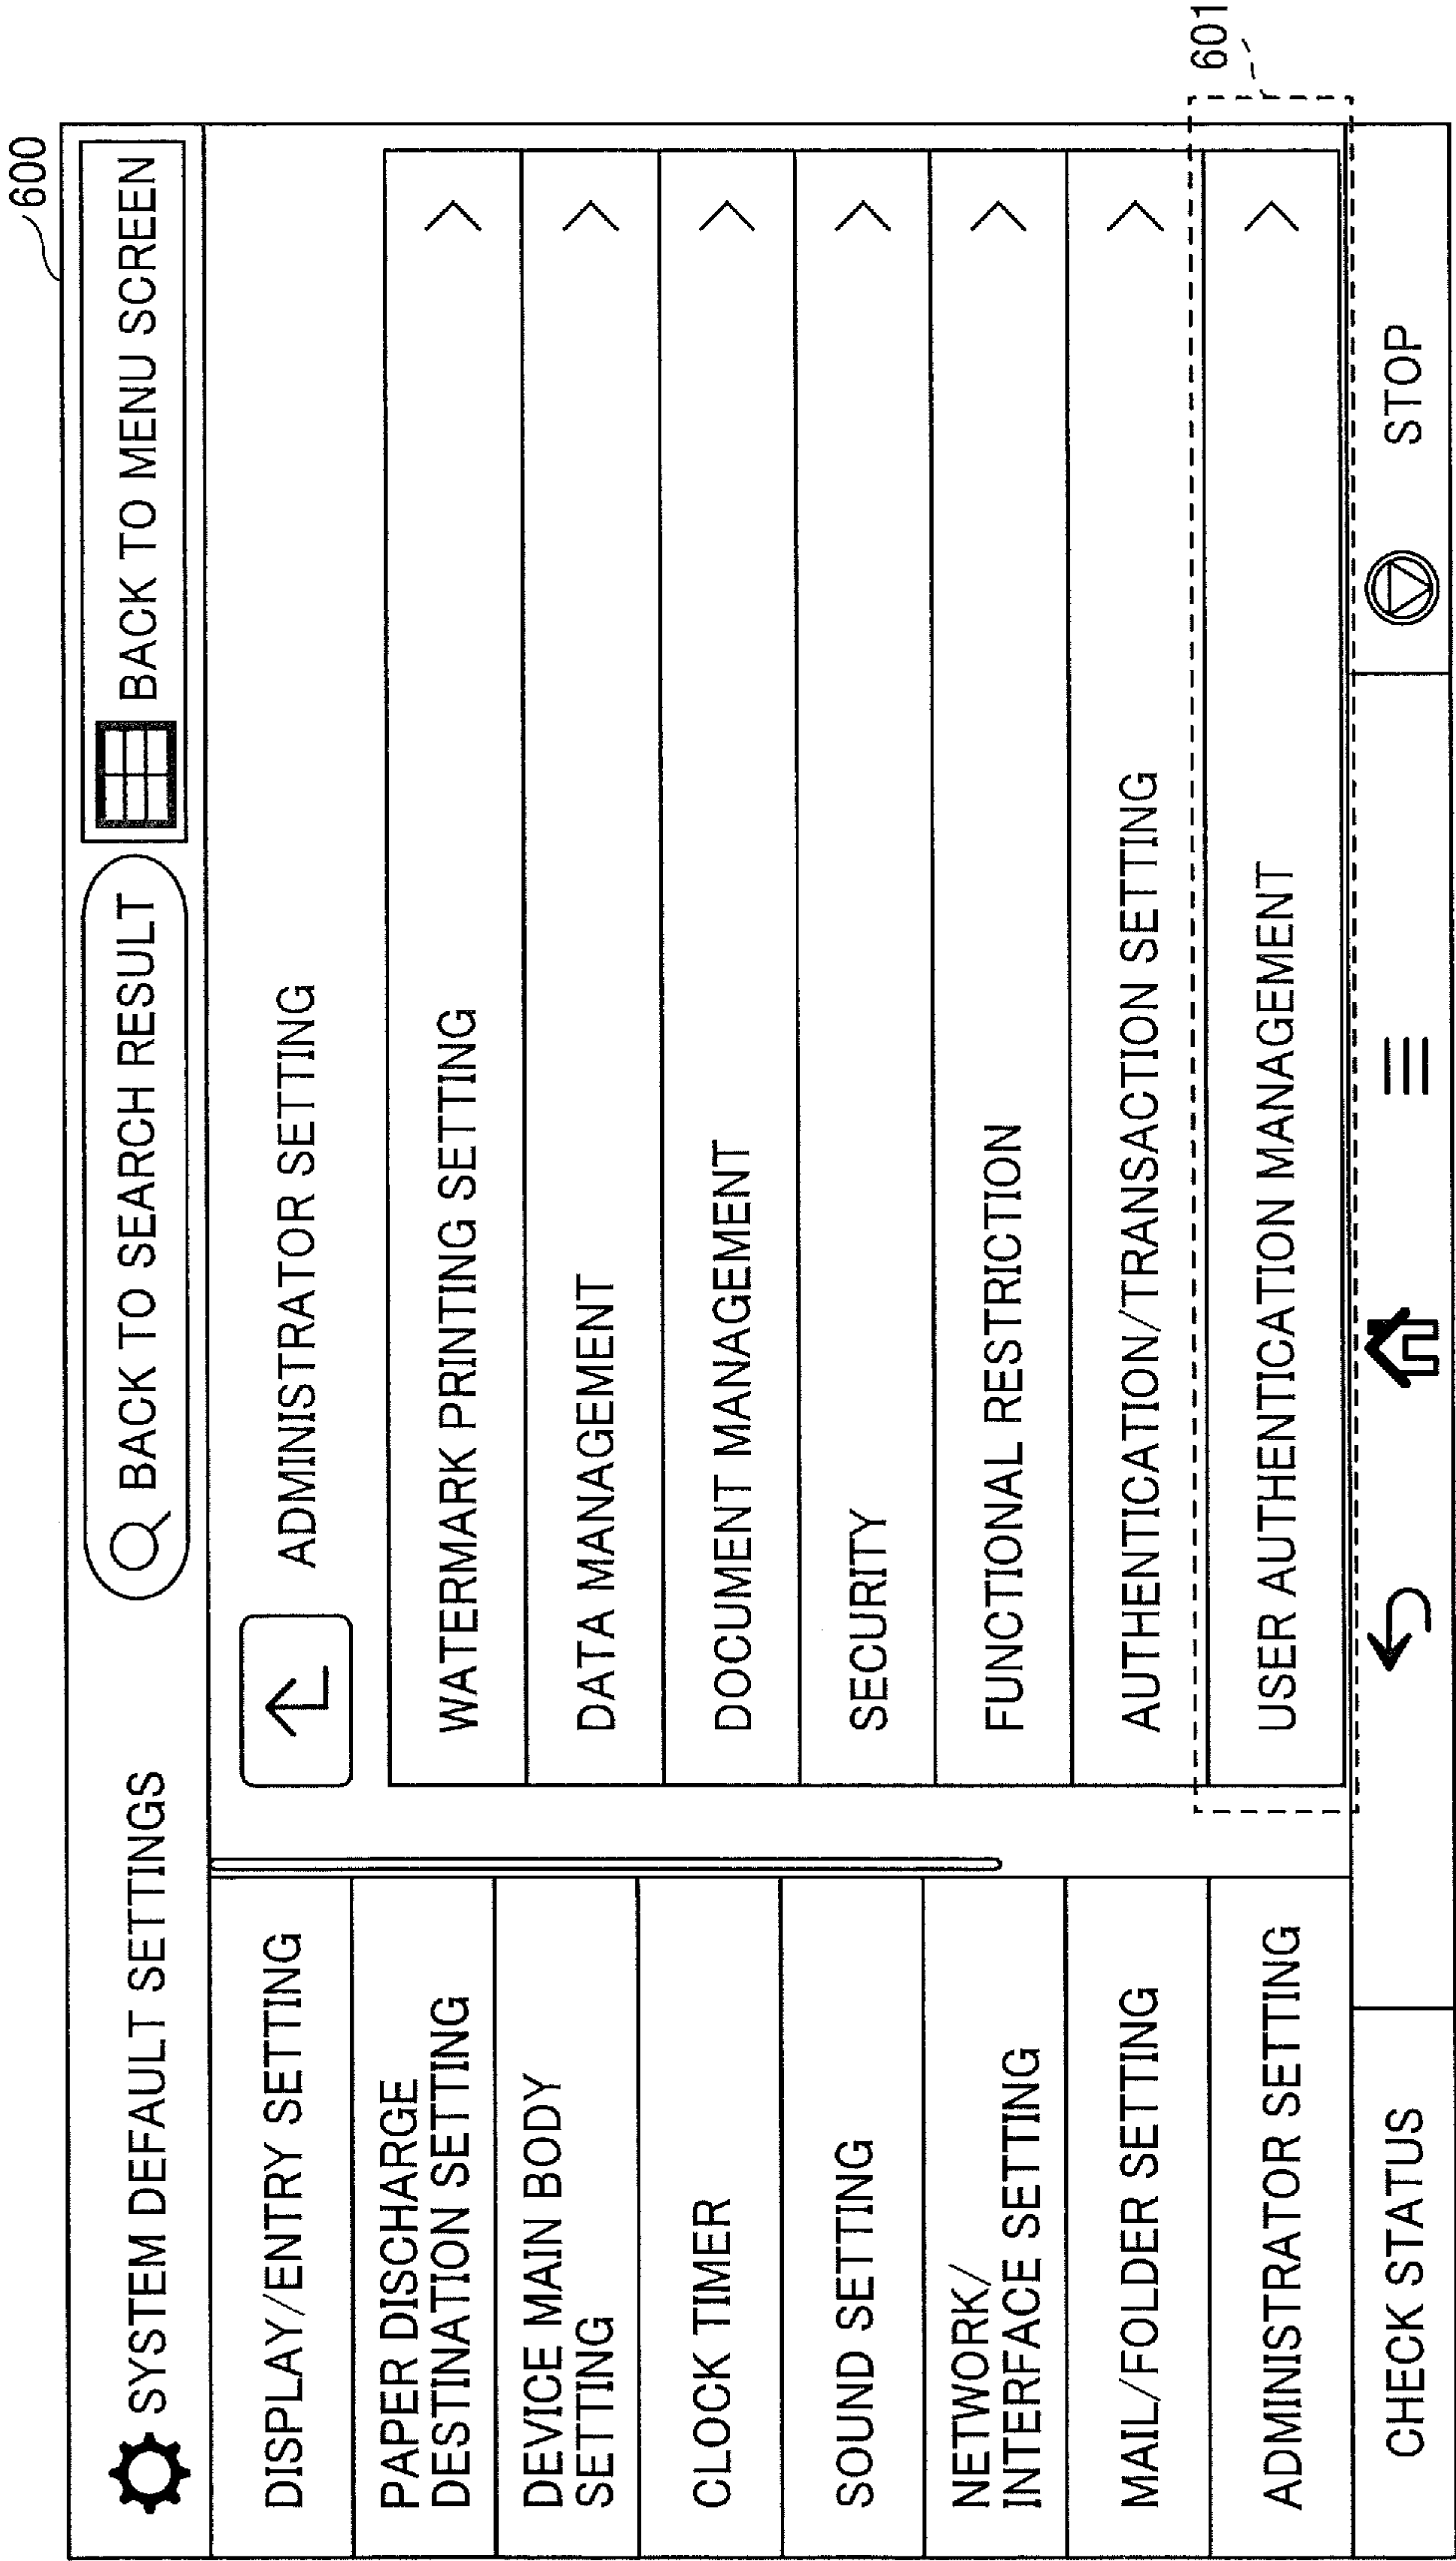 600
SYSTEM DEFAULT SETTINGS
BACK TO SEARCH RESULT
BACK TO MENU SCREEN
DISPLAY/ENTRY SETTING
PAPER DISCHARGE
DESTINATION SETTING
DEVICE MAIN BODY
SETTING
CLOCK TIMER
SOUND SETTING
NETWORK/
INTERFACE SETTING
MAIL/FOLDER SETTING
ADMINISTRATOR SETTING
ADMINISTRATOR SETTING
WATERMARK PRINTING SETTING
DATA MANAGEMENT
DOCUMENT MANAGEMENT
SECURITY
FUNCTIONAL RESTRICTION
AUTHENTICATION/TRANSACTION SETTING
USER AUTHENTICATION MANAGEMENT
601
CHECK STATUS
STOP